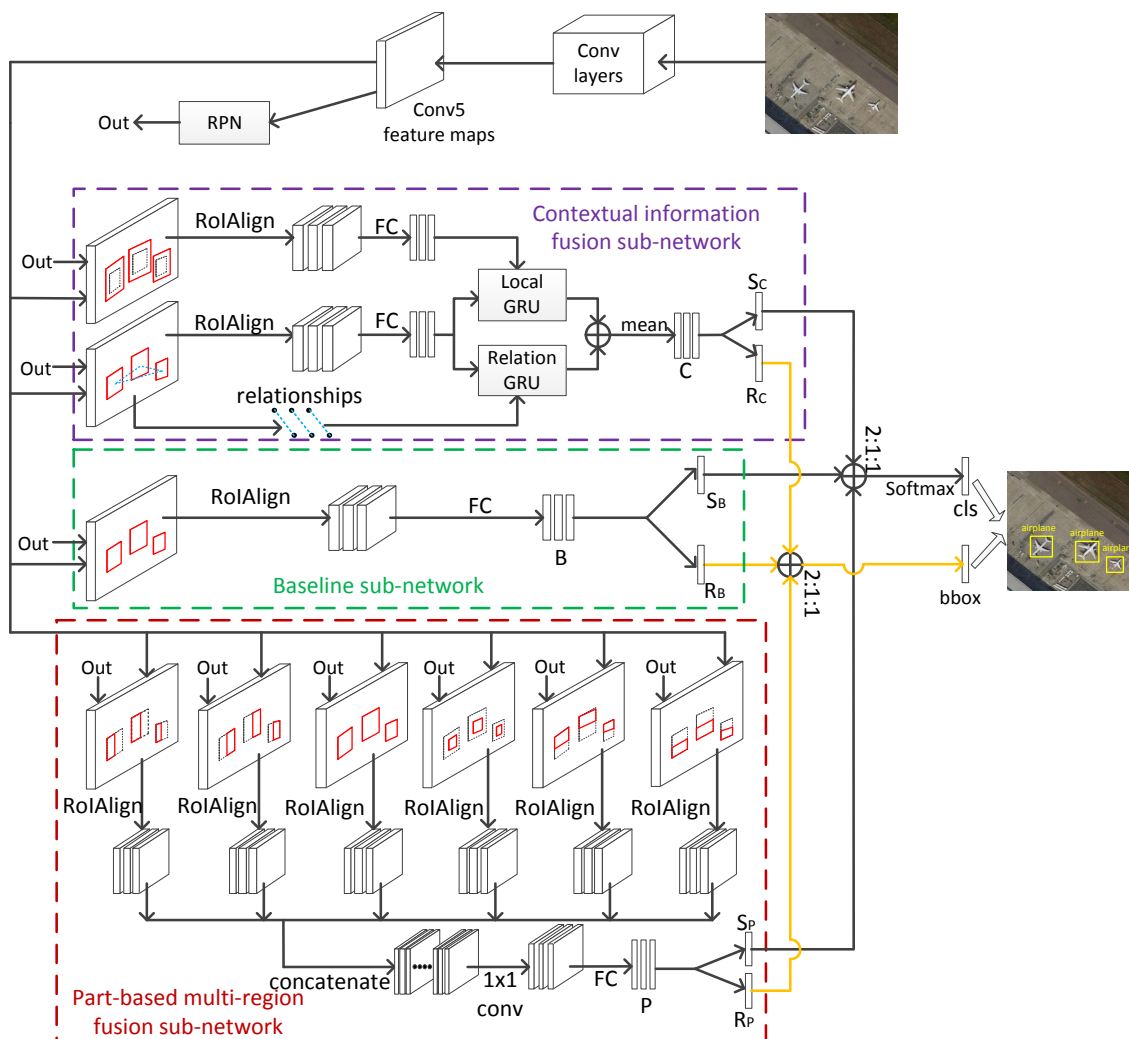 Conv
layers
Conv5
feature maps
RPN
Out
Contextual information
fusion sub-network
RoIAlign
FC
Out
Local
GRU
RoIAlign
FC
Out
Relation
GRU
mean
C
SC
RC
relationships
2:1:1
Softmax
cls
RoIAlign
FC
Out
B
SB
RB
Baseline sub-network
2:1:1
bbox
airplane
airplane
airplan
Out
Out
Out
Out
Out
Out
RoIAlign
RoIAlign
RoIAlign
RoIAlign
RoIAlign
RoIAlign
concatenate
1x1
conv
FC
P
SP
RP
Part-based multi-region
fusion sub-network